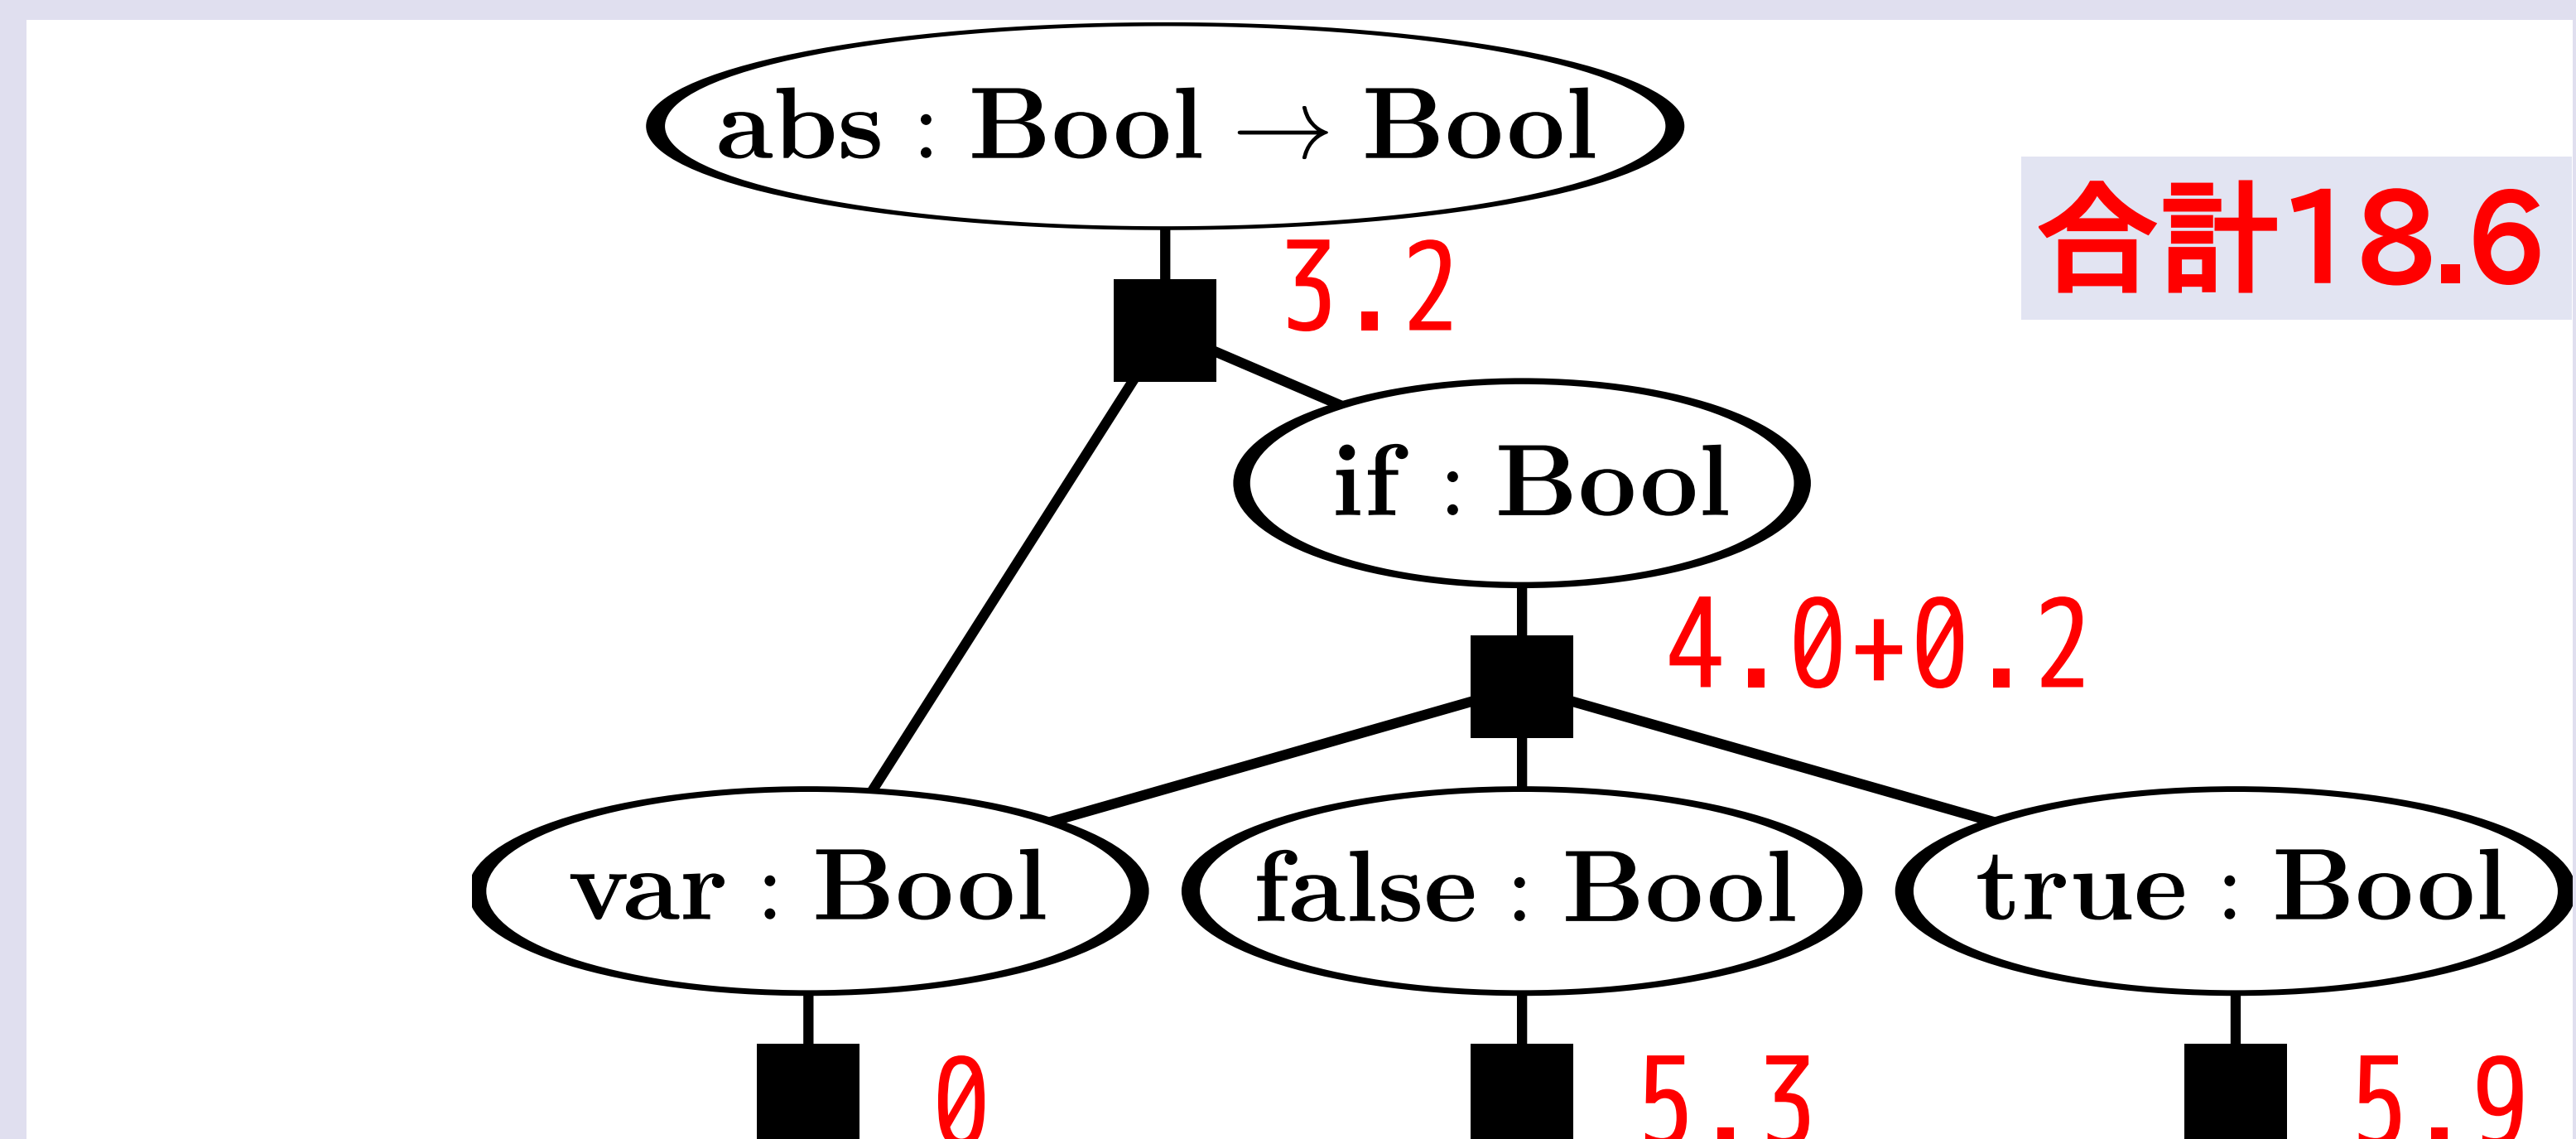 abs : Bool → Bool
合計18.6
3.2
if : Bool
4.0+0.2
var : Bool
false : Bool
true : Bool
0
5.3
5.9